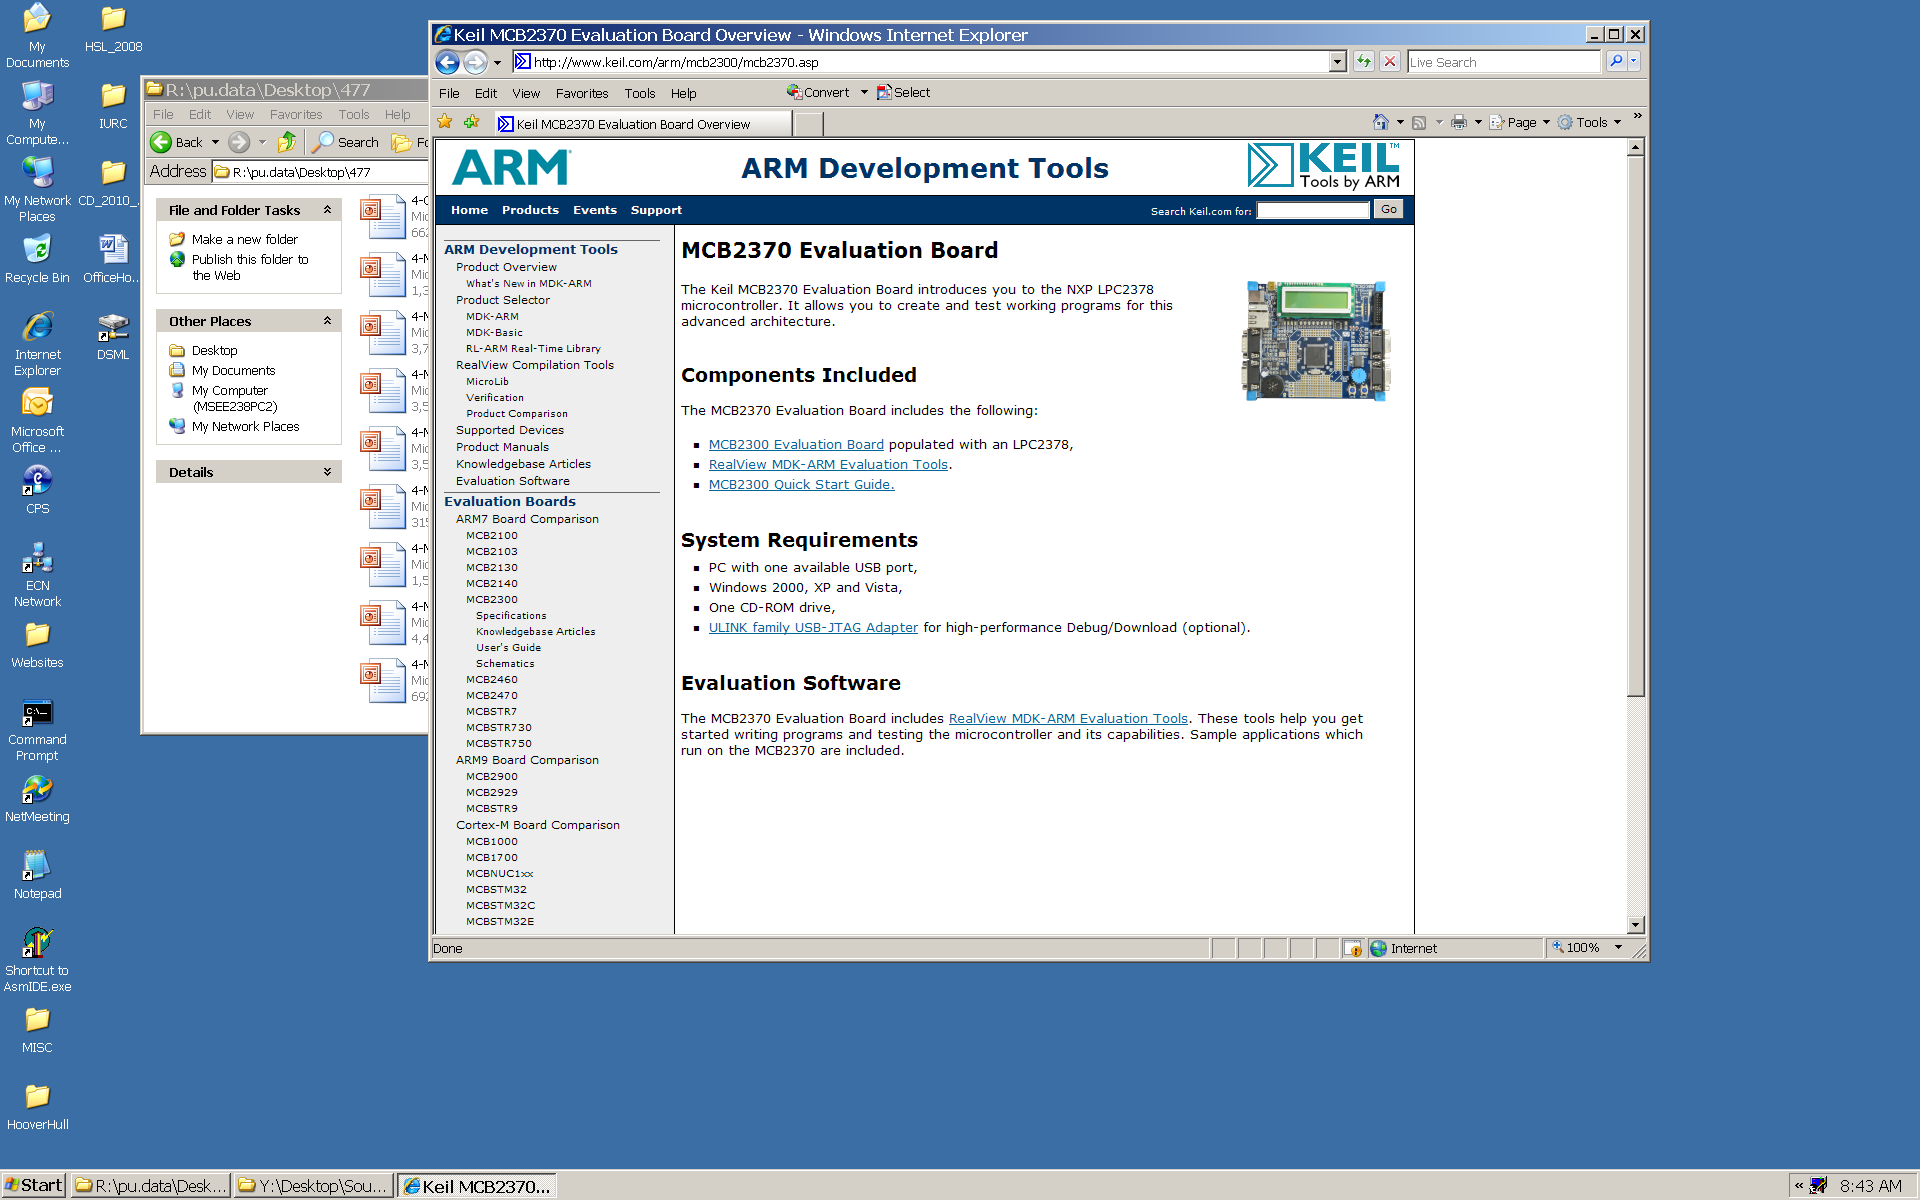 My Documents
HSL_2008
My Compute...
IURC
My Network Places
CD_2010_...
Recycle Bin
OfficeHo...
Internet Explorer
DSML
Microsoft Office ...
CPS
ECN Network
Websites
Command Prompt
NetMeeting
Notepad
Shortcut to AsmIDE.exe
MISC
HooverHull
R:\pu.data\Desktop\477
File Edit View Favorites Tools Help
Back Search
Address R:\pu.data\Desktop\477
File and Folder Tasks
Make a new folder
Publish this folder to
the Web
Other Places
Desktop
My Documents
My Computer
(MSEE238PC2)
My Network Places
Details
Keil MCB2370 Evaluation Board Overview - Windows Internet Explorer
http://www.keil.com/arm/mcb2300/mcb2370.asp
Live Search
File Edit View Favorites Tools Help Convert Select
Keil MCB2370 Evaluation Board Overview
Page Tools
ARM
ARM Development Tools
KEIL™
Tools by ARM
Home Products Events Support
Search Keil.com for: Go
ARM Development Tools
Product Overview
What's New in MDK-ARM
Product Selector
MDK-ARM
MDK-Basic
RL-ARM Real-Time Library
RealView Compilation Tools
MicroLib
Verification
Product Comparison
Supported Devices
Product Manuals
Knowledgebase Articles
Evaluation Software
Evaluation Boards
ARM7 Board Comparison
MCB2100
MCB2103
MCB2130
MCB2140
MCB2300
Specifications
Knowledgebase Articles
User's Guide
Schematics
MCB2460
MCB2470
MCBSTR7
MCBSTR730
MCBSTR750
ARM9 Board Comparison
MCB2900
MCB2929
MCBSTR9
Cortex-M Board Comparison
MCB1000
MCB1700
MCBNUC1xx
MCBSTM32
MCBSTM32C
MCBSTM32E
MCB2370 Evaluation Board
The Keil MCB2370 Evaluation Board introduces you to the NXP LPC2378
microcontroller. It allows you to create and test working programs for this
advanced architecture.
Components Included
The MCB2370 Evaluation Board includes the following:
MCB2300 Evaluation Board populated with an LPC2378,
RealView MDK-ARM Evaluation Tools.
MCB2300 Quick Start Guide.
System Requirements
PC with one available USB port,
Windows 2000, XP and Vista,
One CD-ROM drive,
ULINK family USB-JTAG Adapter for high-performance Debug/Download (optional).
Evaluation Software
The MCB2370 Evaluation Board includes RealView MDK-ARM Evaluation Tools. These tools help you get
started writing programs and testing the microcontroller and its capabilities. Sample applications which
run on the MCB2370 are included.
Done
Internet
100%
Start
R:\pu.data\Desk...
Y:\Desktop\Sou...
Keil MCB2370...
8:43 AM